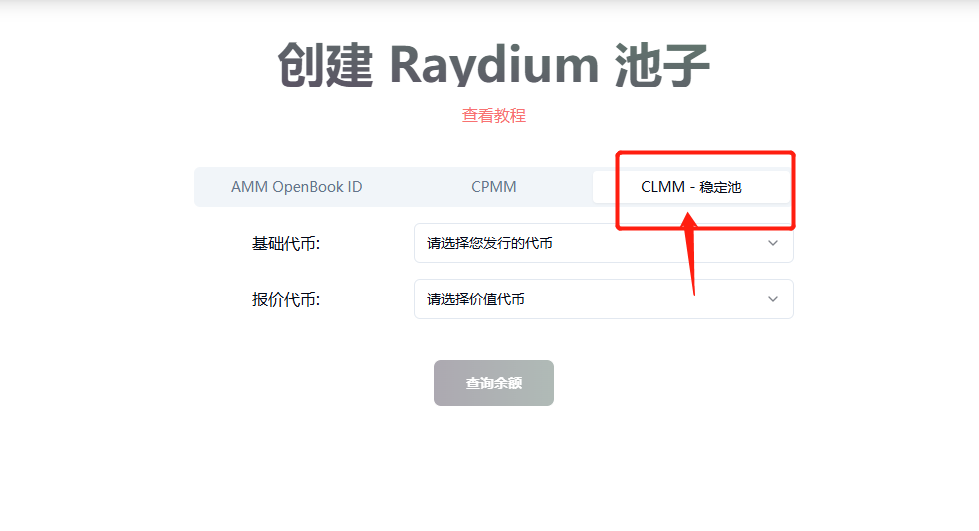 创建 Raydium 池子
查看教程
AMM OpenBook ID CPMM CLMM - 稳定池
基础代币: 请选择您发行的代币
报价代币: 请选择价值代币
查询余额